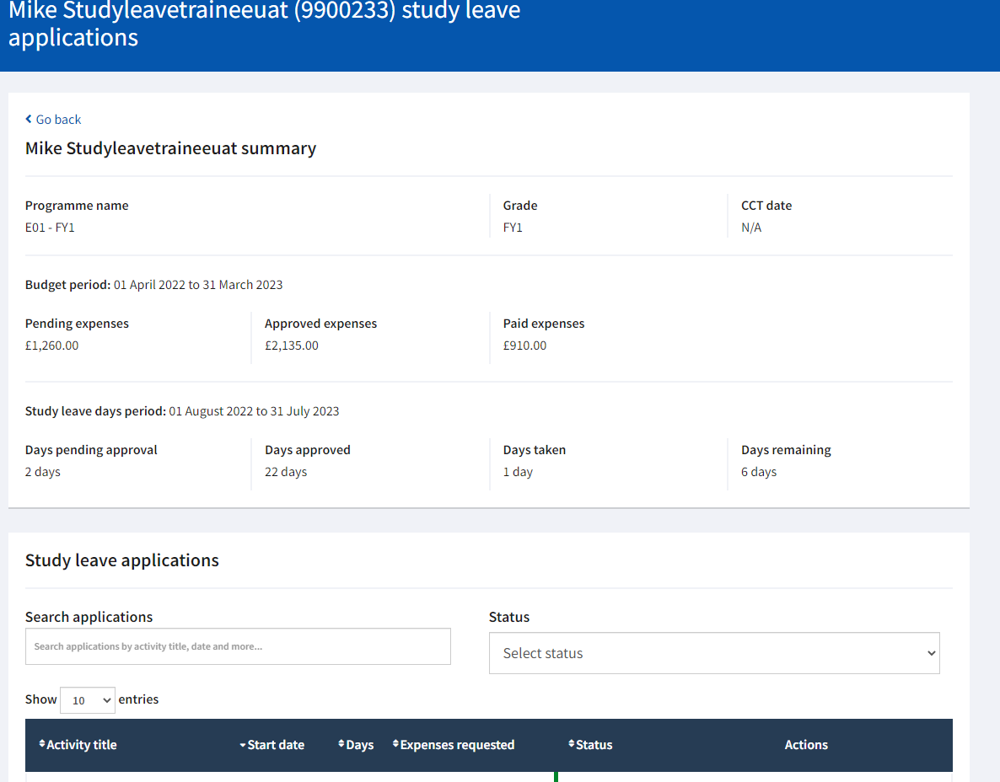 Mike Studyleavetraineeuat (9900233) study leave
applications
Go back
Mike Studyleavetraineeuat summary
Programme name
E01 - FY1
Grade
FY1
CCT date
N/A
Budget period: 01 April 2022 to 31 March 2023
Pending expenses
£1,260.00
Approved expenses
£2,135.00
Paid expenses
£910.00
Study leave days period: 01 August 2022 to 31 July 2023
Days pending approval
2 days
Days approved
22 days
Days taken
1 day
Days remaining
6 days
Study leave applications
Search applications
Search applications by activity title, date and more...
Status
Select status
Show 10 entries
Activity title Start date Days Expenses requested Status Actions